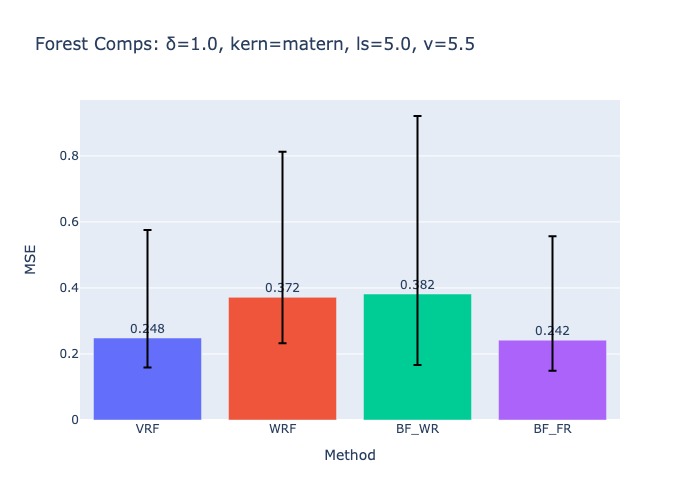 Forest Comps: δ=1.0, kern=matern, ls=5.0, v=5.5
0.8
0.6
0.4
0.2
0
MSE
0.248
0.372
0.382
0.242
VRF WRF BF_WR BF_FR
Method